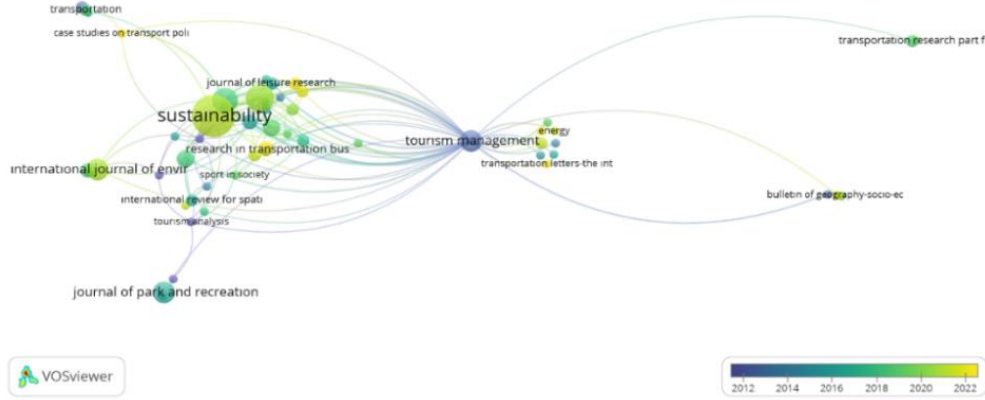 transportation
case studies on transport poli
transportation research part f
journal of leisure research
sustainability
tourism management
energy
research in transportation bus
transportation letters-the int
international journal of envir
sport in society
bulletin of geography-socio-ec
international review for spati
tourism analysis
journal of park and recreation
VOSviewer
2012 2014 2016 2018 2020 2022